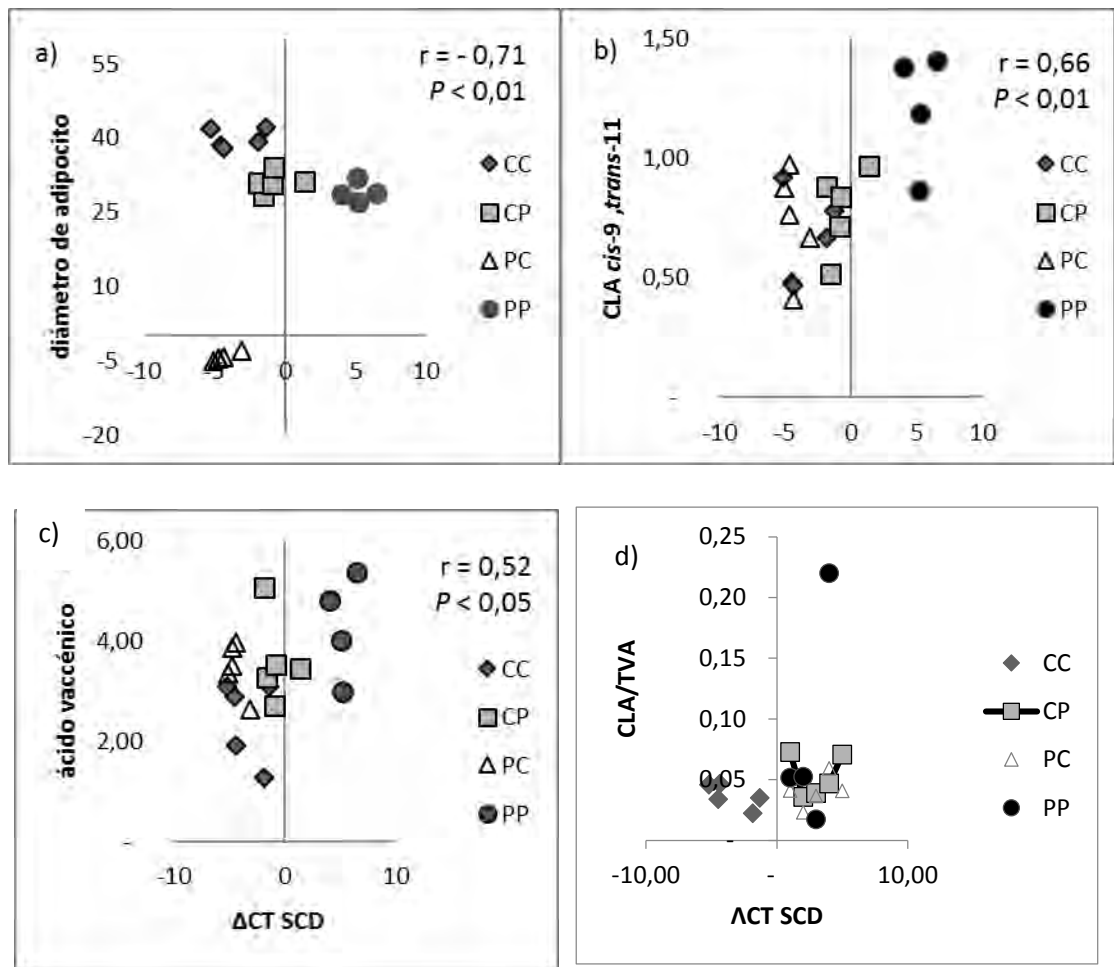 a)
r = - 0,71
P < 0,01
diámetro de adipocito
55
40
25
10
-5
-20
-10
-5
0
5
10
CC
CP
PC
PP
b)
r = 0,66
P < 0,01
CLA cis-9 ,trans-11
1,50
1,00
0,50
-
-10
-5
0
5
10
CC
CP
PC
PP
c)
r = 0,52
P < 0,05
ácido vaccénico
6,00
4,00
2,00
-
-10
0
10
ΔCT SCD
CC
CP
PC
PP
d)
CLA/TVA
0,25
0,20
0,15
0,10
0,05
-
-10,00
-
10,00
ΛCT SCD
CC
CP
PC
PP